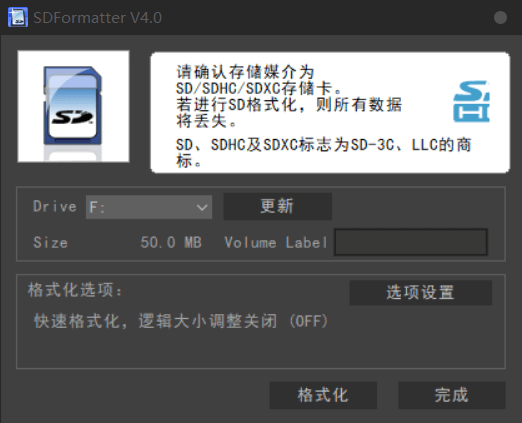 SDFormatter V4.0
SD
请确认存储媒介为
SD/SDHC/SDXC存储卡。
若进行SD格式化，则所有数据
将丢失。
SD、SDHC及SDXC标志为SD-3C、LLC的商
标。
Drive F: 更新
Size 50.0 MB Volume Label
格式化选项： 选项设置
快速格式化，逻辑大小调整关闭 (OFF)
格式化 完成